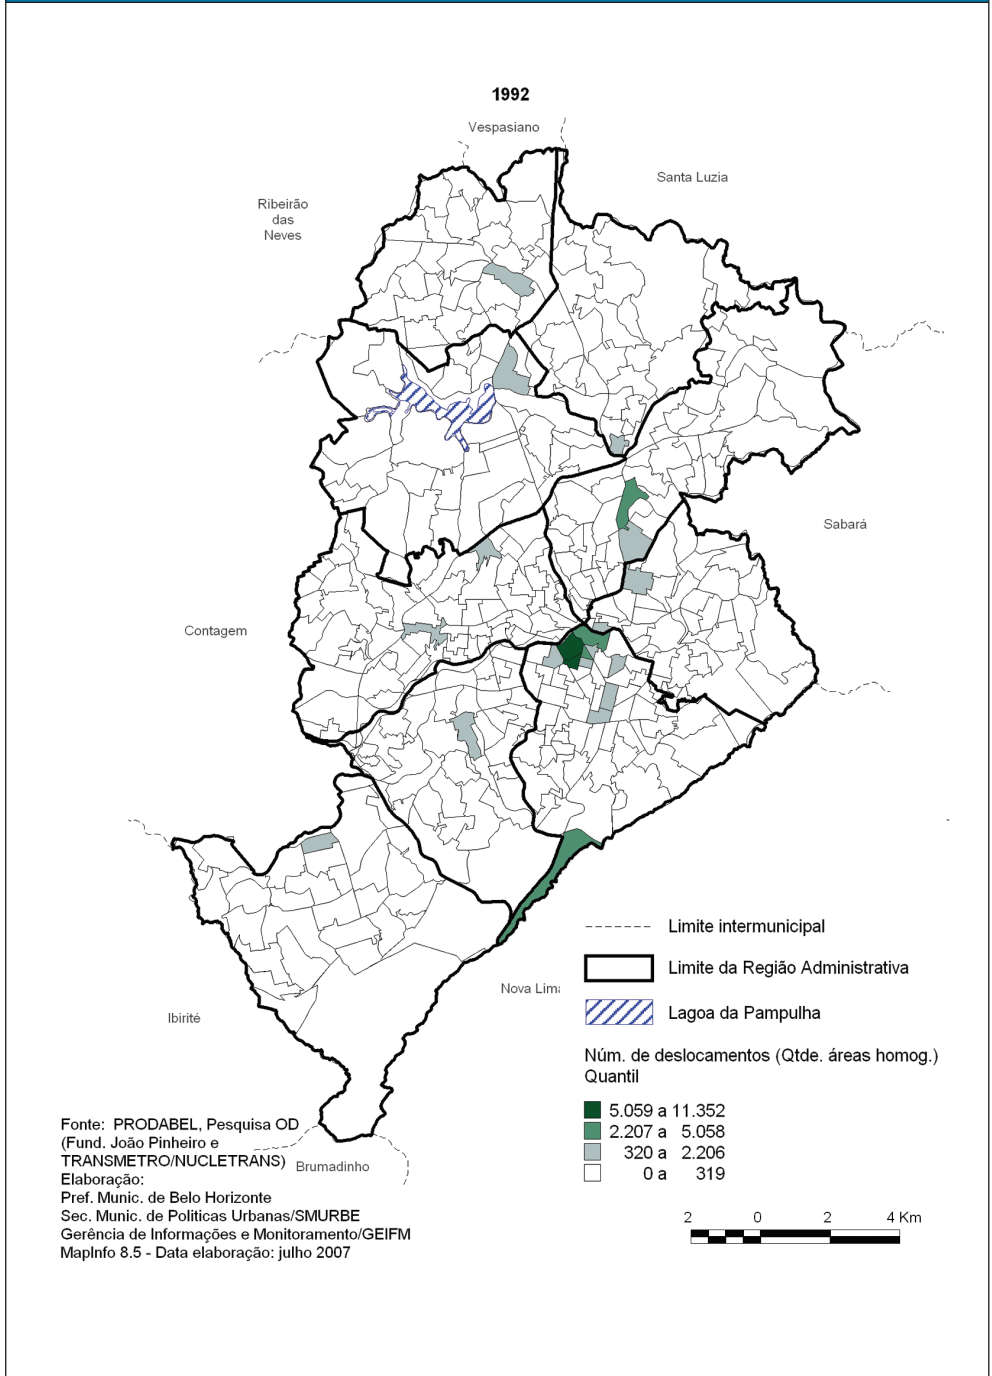 1992
Vespasiano
Santa Luzia
Ribeirão
das
Neves
Sabará
Contagem
Nova Lima
Ibirité
Brumadinho
Limite intermunicipal
Limite da Região Administrativa
Lagoa da Pampulha
Núm. de deslocamentos (Qtde. áreas homog.)
Quantil
5.059 a 11.352
2.207 a 5.058
320 a 2.206
0 a 319
2 0 2 4 Km
Fonte: PRODABEL, Pesquisa OD
(Fund. João Pinheiro e
TRANSMETRO/NUCLETRANS)
Elaboração:
Pref. Munic. de Belo Horizonte
Sec. Munic. de Politicas Urbanas/SMURBE
Gerência de Informações e Monitoramento/GEIFM
MapInfo 8.5 - Data elaboração: julho 2007